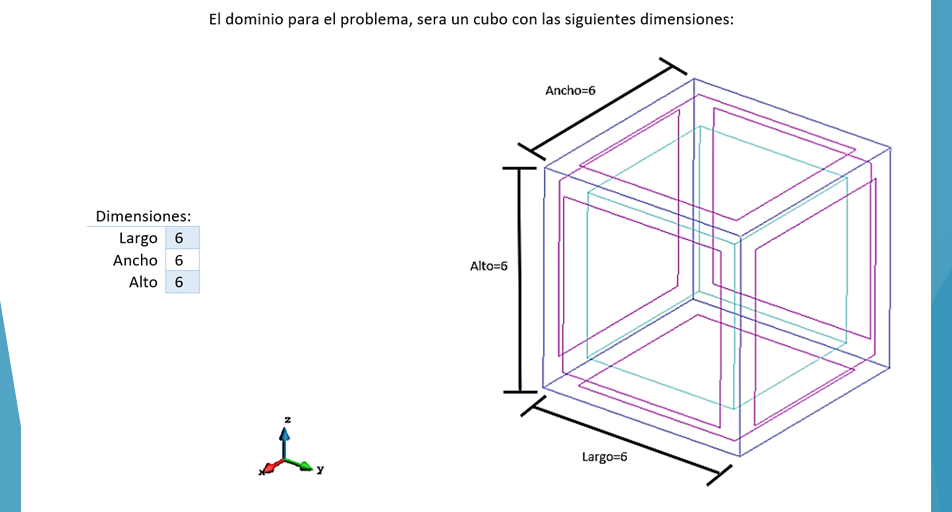 El dominio para el problema, sera un cubo con las siguientes dimensiones:
Ancho=6
Dimensiones:
Largo 6
Ancho 6
Alto 6
Alto=6
Largo=6
z
x
y